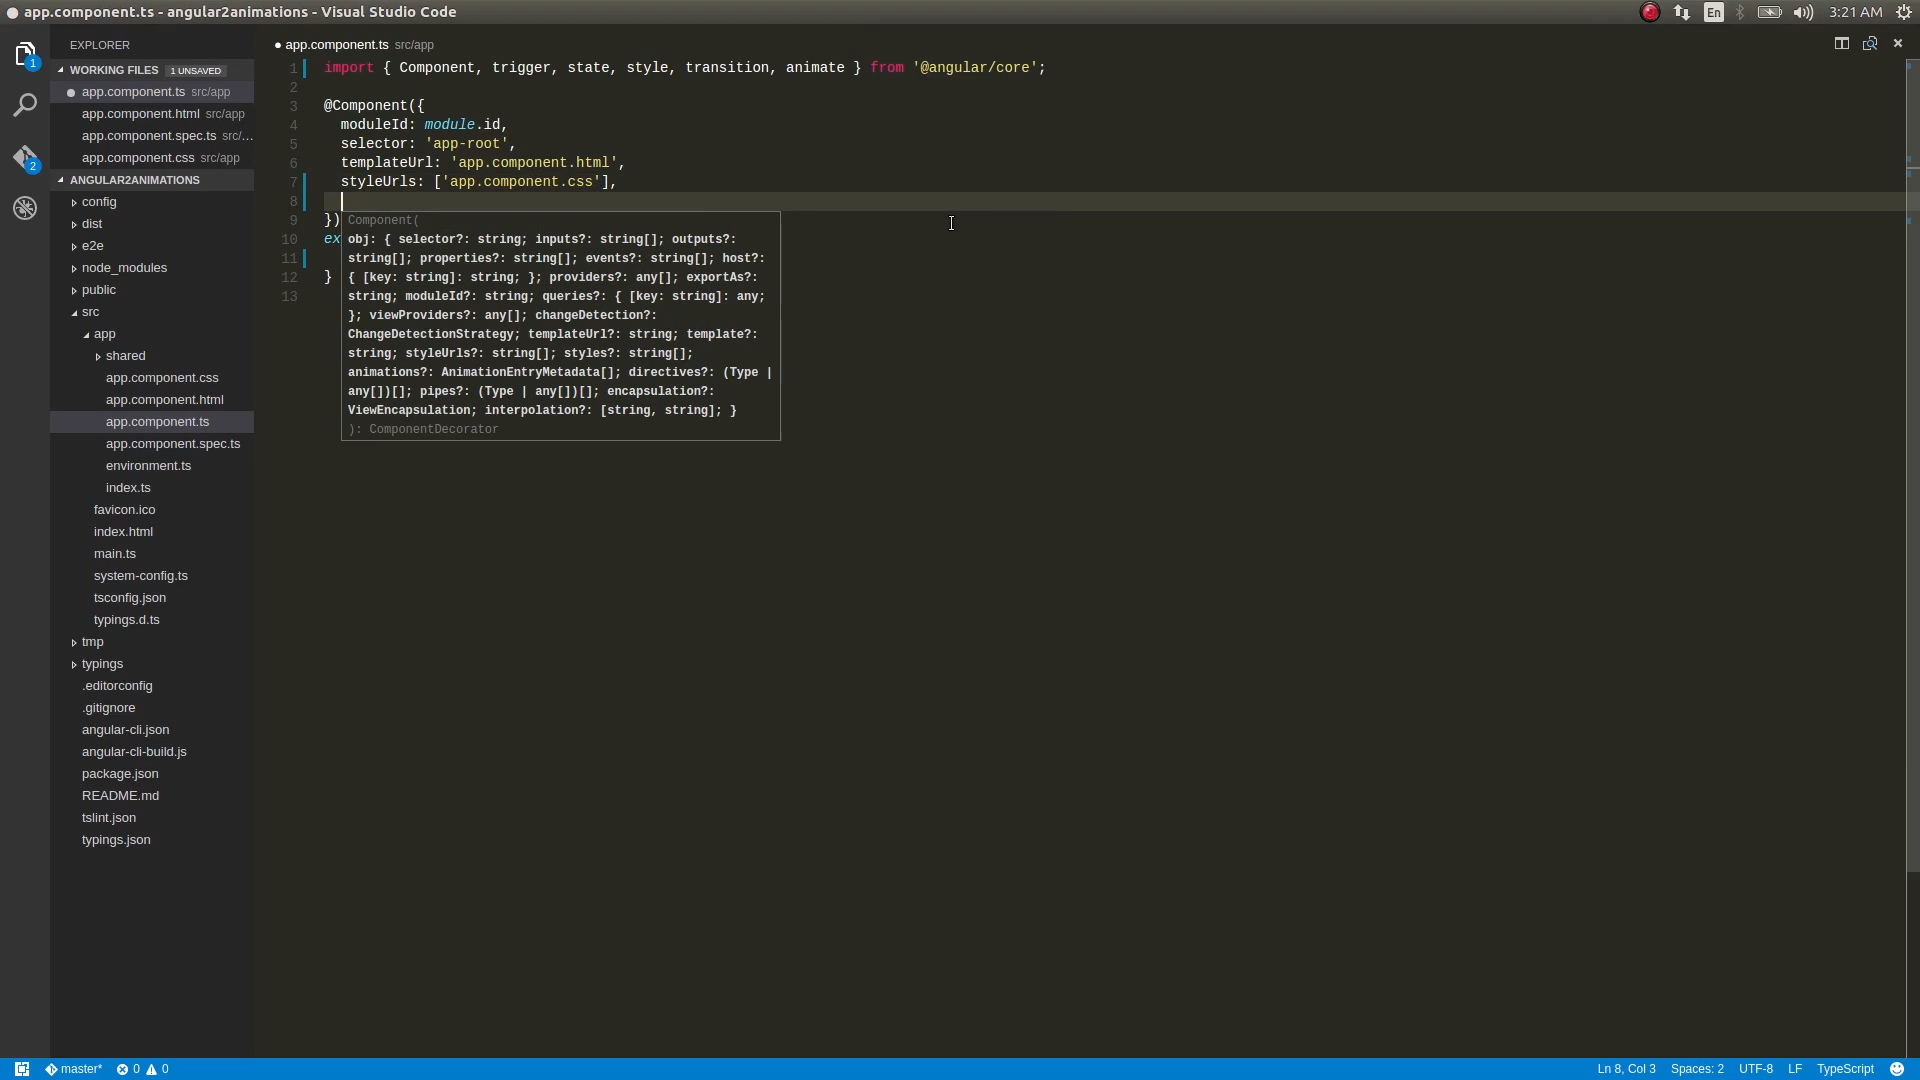 ● app.component.ts - angular2animations - Visual Studio Code
En
3:21 AM
1
2
EXPLORER
WORKING FILES 1 UNSAVED
app.component.ts src/app
app.component.html src/app
app.component.spec.ts src/...
app.component.css src/app
ANGULAR2ANIMATIONS
config
dist
e2e
node_modules
public
src
app
shared
app.component.css
app.component.html
app.component.ts
app.component.spec.ts
environment.ts
index.ts
favicon.ico
index.html
main.ts
system-config.ts
tsconfig.json
typings.d.ts
tmp
typings
.editorconfig
.gitignore
angular-cli.json
angular-cli-build.js
package.json
README.md
tslint.json
typings.json
● app.component.ts src/app
1 import { Component, trigger, state, style, transition, animate } from '@angular/core';
2
3 @Component({
4 moduleId: module.id,
5 selector: 'app-root',
6 templateUrl: 'app.component.html',
7 styleUrls: ['app.component.css'],
8
9 })
10 ex
11
12 }
13
Component(
obj: { selector?: string; inputs?: string[]; outputs?:
string[]; properties?: string[]; events?: string[]; host?:
{ [key: string]: string; }; providers?: any[]; exportAs?:
string; moduleId?: string; queries?: { [key: string]: any;
}; viewProviders?: any[]; changeDetection?:
ChangeDetectionStrategy; templateUrl?: string; template?:
string; styleUrls?: string[]; styles?: string[];
animations?: AnimationEntryMetadata[]; directives?: (Type |
any[])[]; pipes?: (Type | any[])[]; encapsulation?:
ViewEncapsulation; interpolation?: [string, string]; }
): ComponentDecorator
master* 0 0
Ln 8, Col 3 Spaces: 2 UTF-8 LF TypeScript